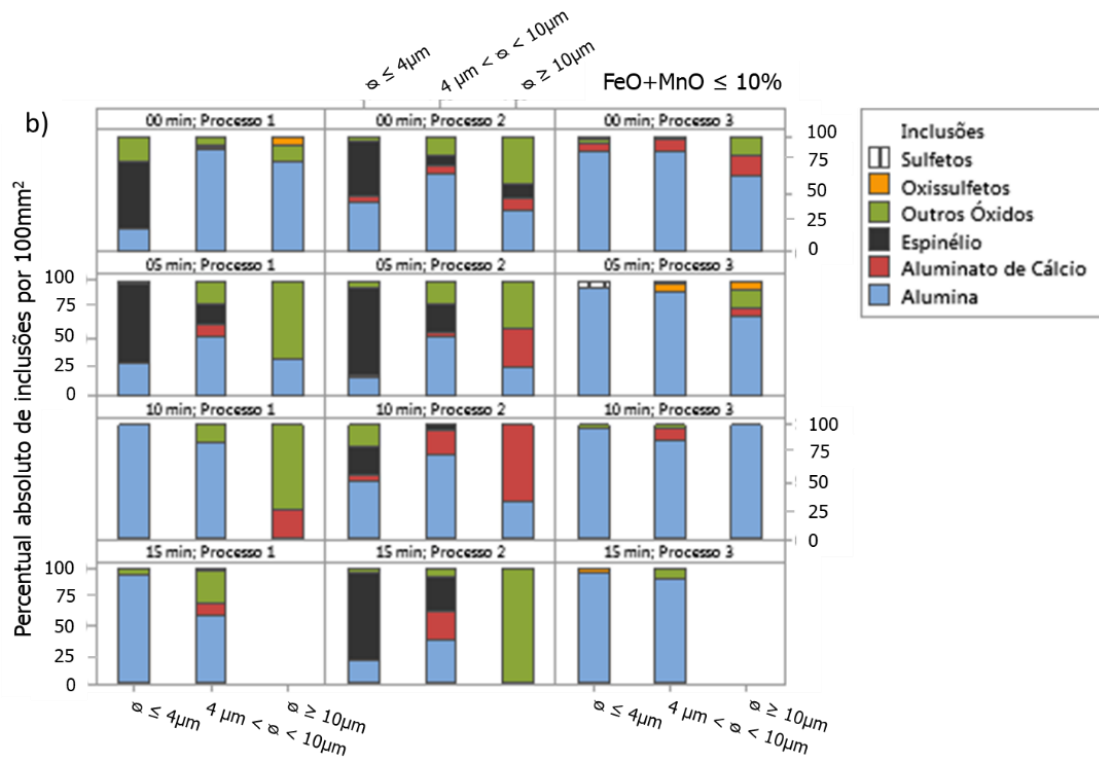 ø ≤ 4µm
4 µm < ø < 10µm
ø ≥ 10µm
FeO+MnO ≤ 10%
b)
Percentual absoluto de inclusões por 100mm²
00 min; Processo 1
00 min; Processo 2
00 min; Processo 3
100
75
50
25
0
05 min; Processo 1
05 min; Processo 2
05 min; Processo 3
100
75
50
25
0
10 min; Processo 1
10 min; Processo 2
10 min; Processo 3
100
75
50
25
0
15 min; Processo 1
15 min; Processo 2
15 min; Processo 3
100
75
50
25
0
ø ≤ 4µm
4 µm < ø < 10µm
ø ≥ 10µm
ø ≤ 4µm
4 µm < ø < 10µm
ø ≥ 10µm
Inclusões
Sulfetos
Oxissulfetos
Outros Óxidos
Espinélio
Aluminato de Cálcio
Alumina